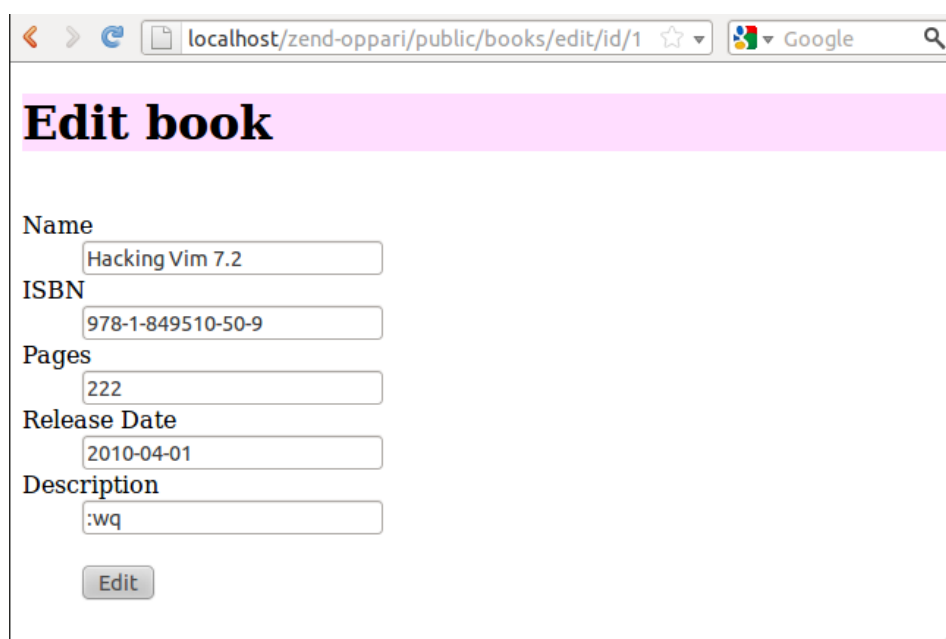 localhost/zend-oppari/public/books/edit/id/1 Google
Edit book
Name
Hacking Vim 7.2
ISBN
978-1-849510-50-9
Pages
222
Release Date
2010-04-01
Description
:wq
Edit